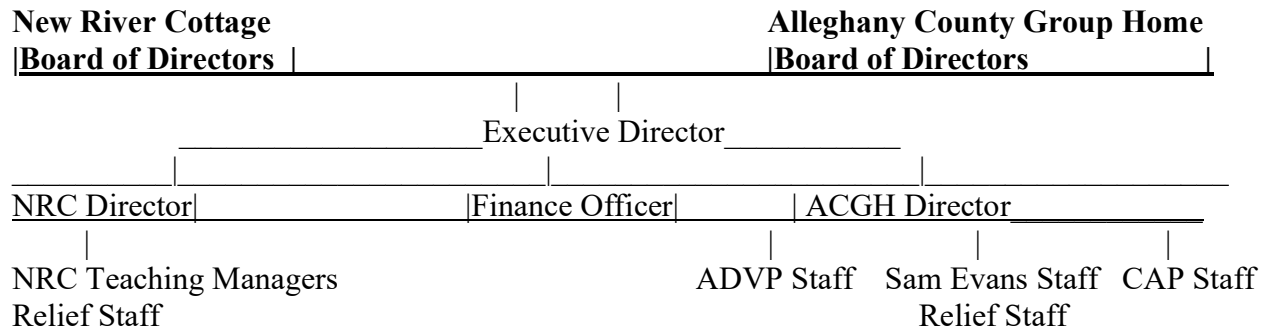 New River Cottage Alleghany County Group Home
|Board of Directors | |Board of Directors |
| |
Executive Director
| | |
NRC Director| |Finance Officer| | ACGH Director
| | | |
NRC Teaching Managers ADVP Staff Sam Evans Staff CAP Staff
Relief Staff Relief Staff